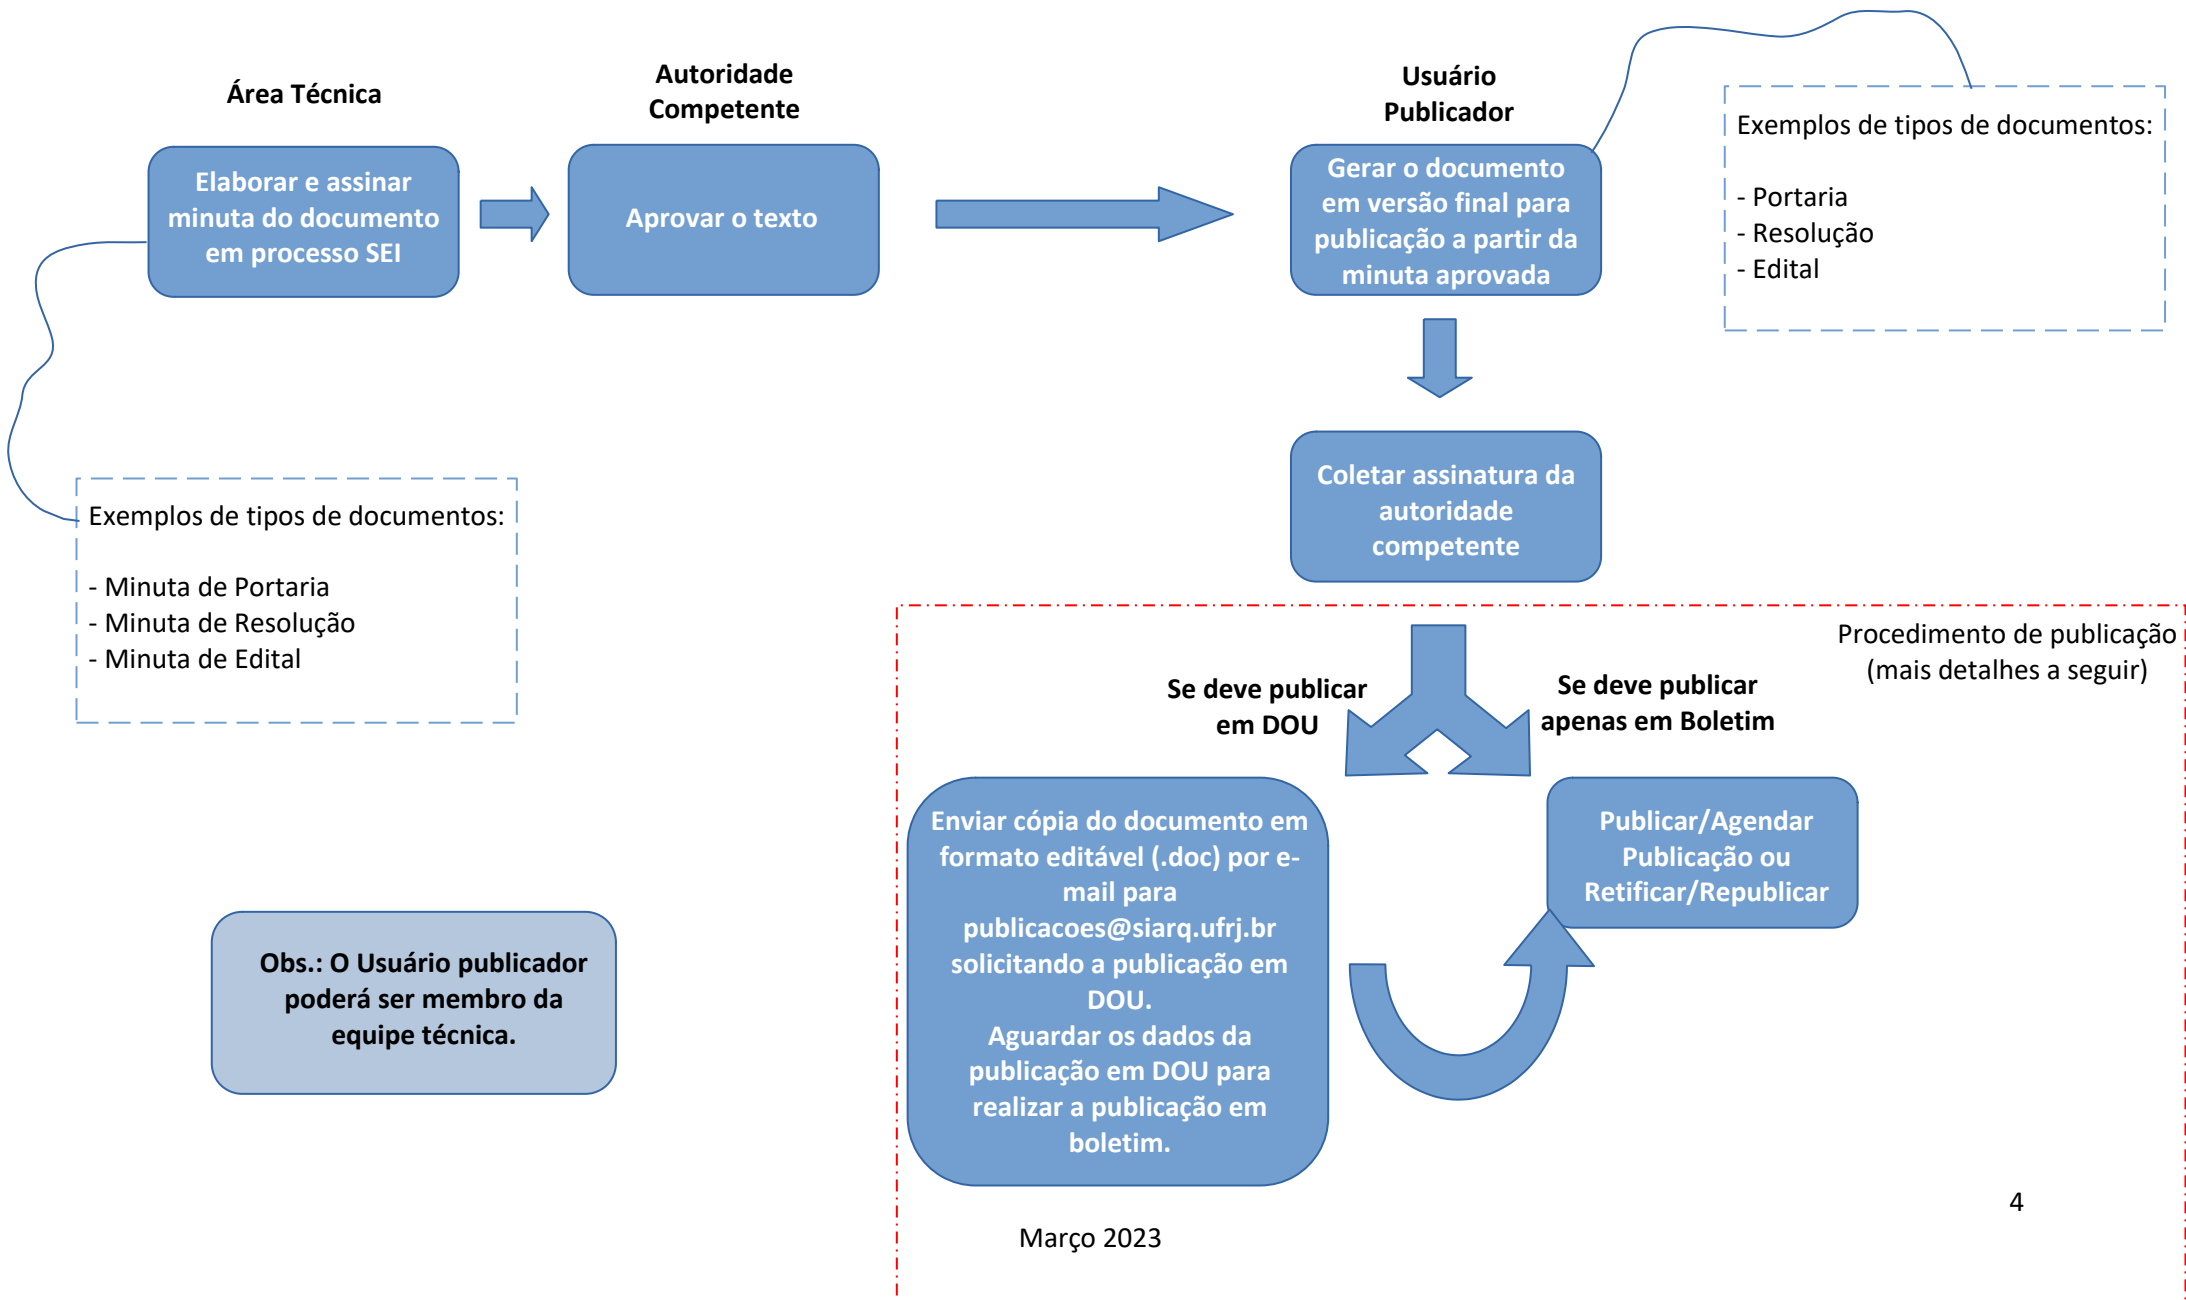 Área Técnica
Elaborar e assinar
minuta do documento
em processo SEI
Autoridade
Competente
Aprovar o texto
Usuário
Publicador
Gerar o documento
em versão final para
publicação a partir da
minuta aprovada
Exemplos de tipos de documentos:
- Portaria
- Resolução
- Edital
Coletar assinatura da
autoridade
competente
Exemplos de tipos de documentos:
- Minuta de Portaria
- Minuta de Resolução
- Minuta de Edital
Procedimento de publicação
(mais detalhes a seguir)
Se deve publicar
em DOU
Se deve publicar
apenas em Boletim
Enviar cópia do documento em
formato editável (.doc) por e-
mail para
publicacoes@siarq.ufrj.br
solicitando a publicação em
DOU.
Aguardar os dados da
publicação em DOU para
realizar a publicação em
boletim.
Publicar/Agendar
Publicação ou
Retificar/Republicar
Obs.: O Usuário publicador
poderá ser membro da
equipe técnica.
4
Março 2023